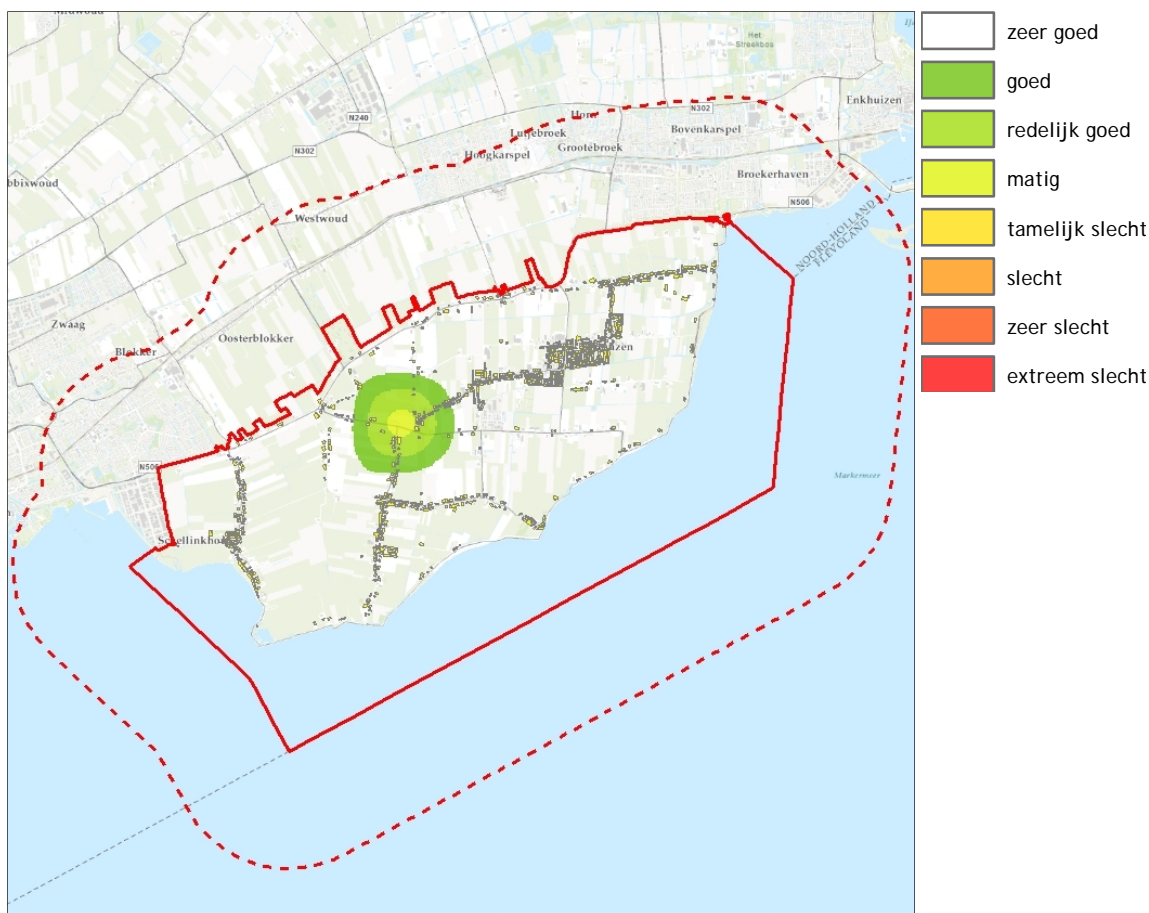 Het
Streekbos
Enkhuizen
N302
N240
Bovenkarspel
Lutjebroek
Grootebroek
Hoogkarspel
N302
Broekerhaven
N506
Westwoud
NOORD-HOLLAND
FLEVOLAND
Zwaag
Oosterblokker
Blokker
N506
Markermeer
zeer goed
goed
redelijk goed
matig
tamelijk slecht
slecht
zeer slecht
extreem slecht